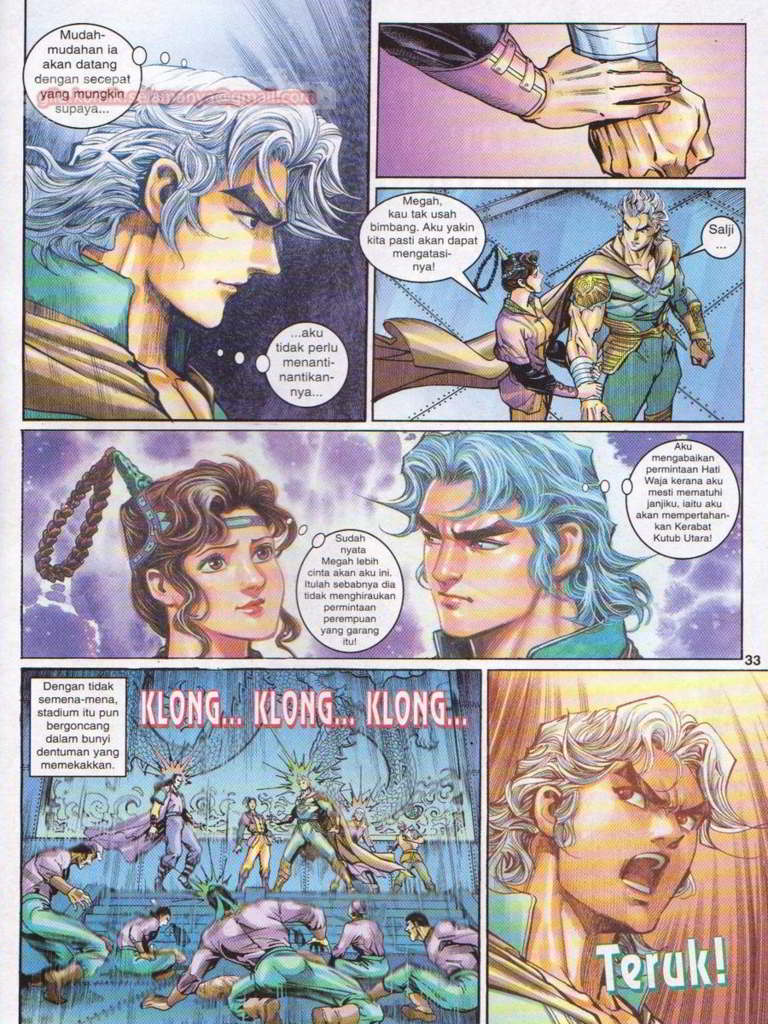 Mudah-
mudahan ia
akan datang
dengan secepat
yang mungkin
supaya...
...aku
tidak perlu
menanti-
nantikan-
nya...
Megah,
kau tak usah
bimbang. Aku yakin
kita pasti akan dapat
mengatasi-
nya!
Salji
...
Sudah
nyata
Megah lebih
cinta akan aku ini.
Itulah sebabnya dia
tidak menghiraukan
permintaan
perempuan
yang garang
itu!
Aku
mengabaikan
permintaan Hati
Waja kerana aku
mesti mematuhi
janjiku, iaitu aku
akan mempertahan-
kan Kerabat
Kutub Utara!
33
Dengan tidak
semena-mena,
stadium itu pun
bergoncang
dalam bunyi
dentuman yang
memekakkan.
KLONG... KLONG... KLONG...
Teruk!